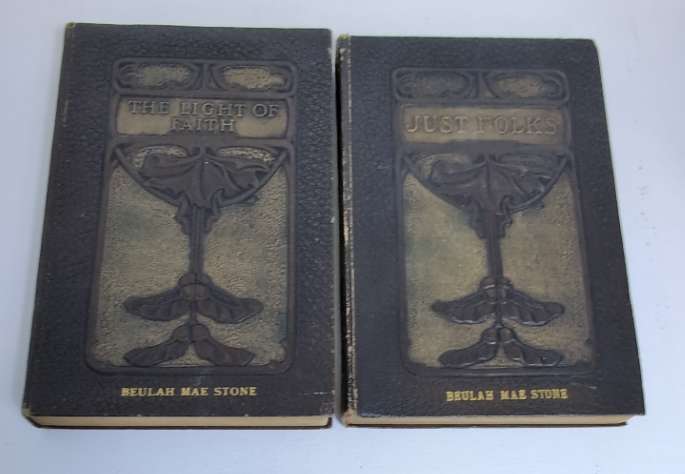 THE LIGHT OF
FAITH
BEULAH MAE STONE
JUST FOLKS
BEULAH MAE STONE